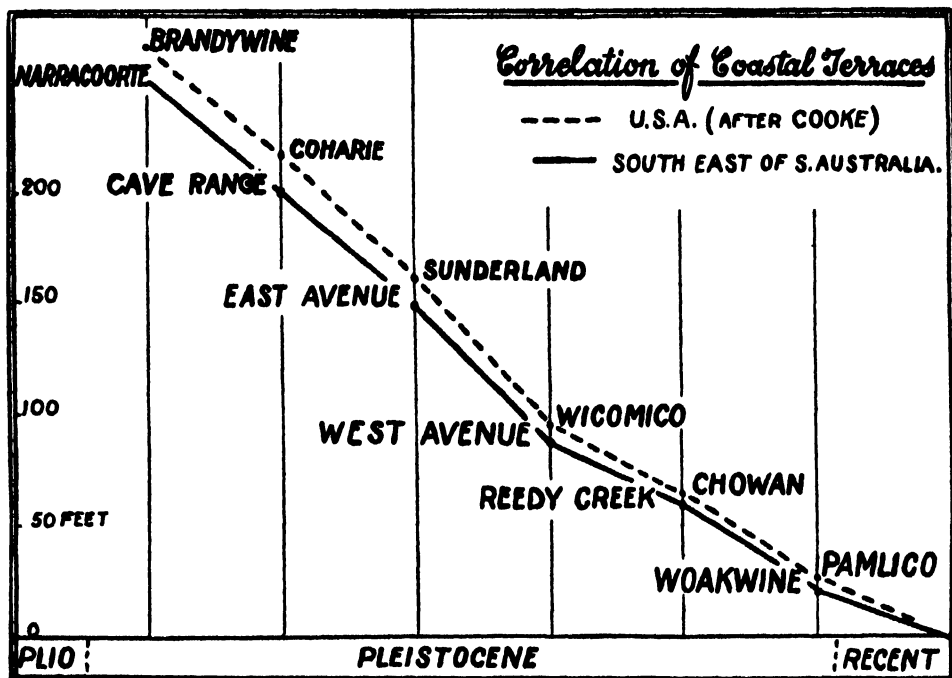 BRANDYWINE
NARRACOORTE
Correlation of Coastal Terraces
U.S.A. (AFTER COOKE)
SOUTH EAST OF S. AUSTRALIA.
COHARIE
CAVE RANGE
200
SUNDERLAND
EAST AVENUE
150
100
WICOMICO
WEST AVENUE
CHOWAN
REEDY CREEK
50 FEET
PAMLICO
WOAKWINE
0
PLIO
PLEISTOCENE
RECENT